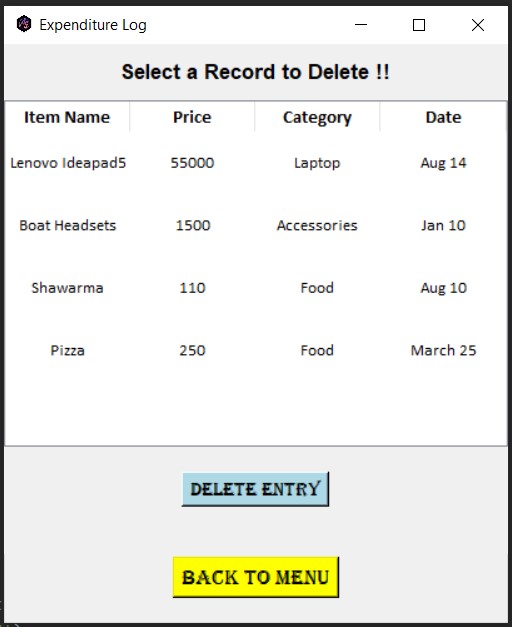 Expenditure Log
Select a Record to Delete !!
Item Name Price Category Date
Lenovo Ideapad5 55000 Laptop Aug 14
Boat Headsets 1500 Accessories Jan 10
Shawarma 110 Food Aug 10
Pizza 250 Food March 25
DELETE ENTRY
BACK TO MENU